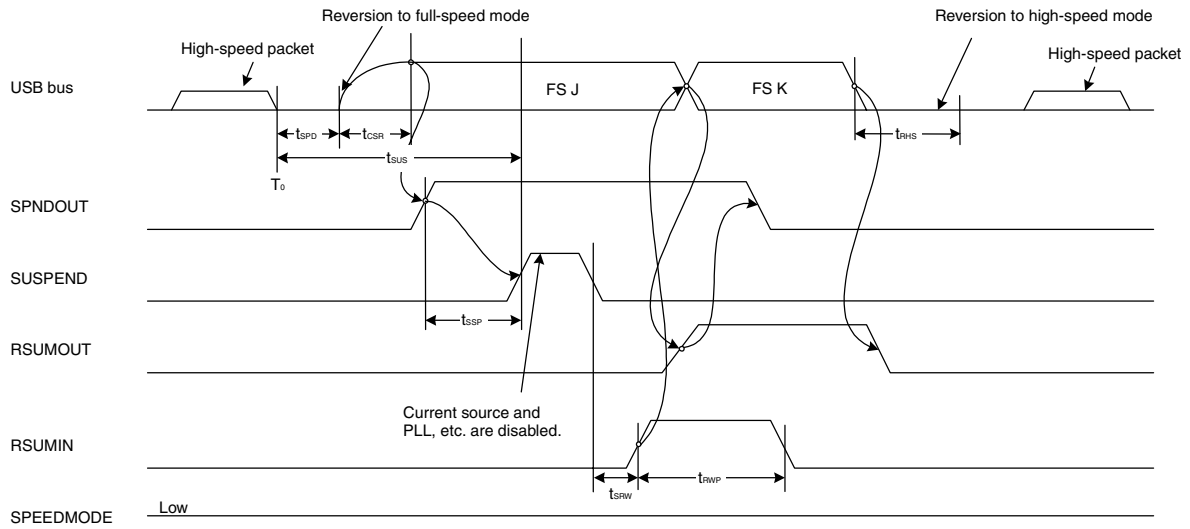 Reversion to full-speed mode
Reversion to high-speed mode
High-speed packet
High-speed packet
USB bus
FS J
FS K
tSPD
tCSR
tRHS
tSUS
T0
SPNDOUT
SUSPEND
tSSP
RSUMOUT
Current source and
PLL, etc. are disabled.
RSUMIN
tSRW
tRWP
SPEEDMODE
Low